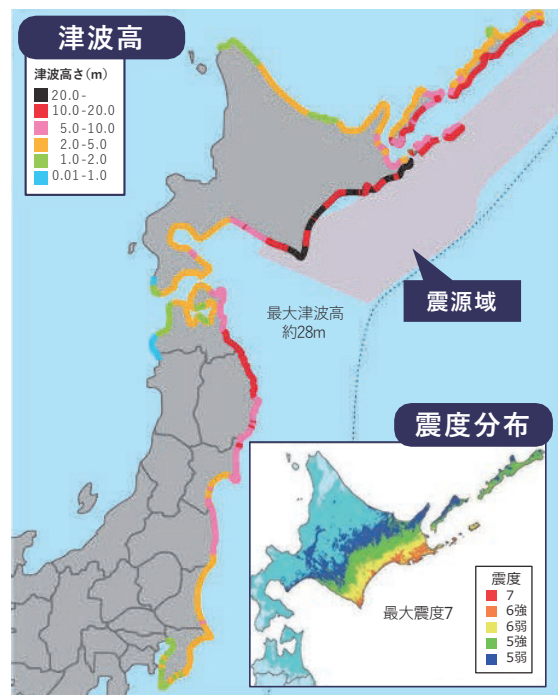 津波高
津波高さ(m)
20.0-
10.0-20.0
5.0-10.0
2.0-5.0
1.0-2.0
0.01-1.0
震源域
最大津波高
約28m
震度分布
最大震度7
震度
7
6強
6弱
5強
5弱